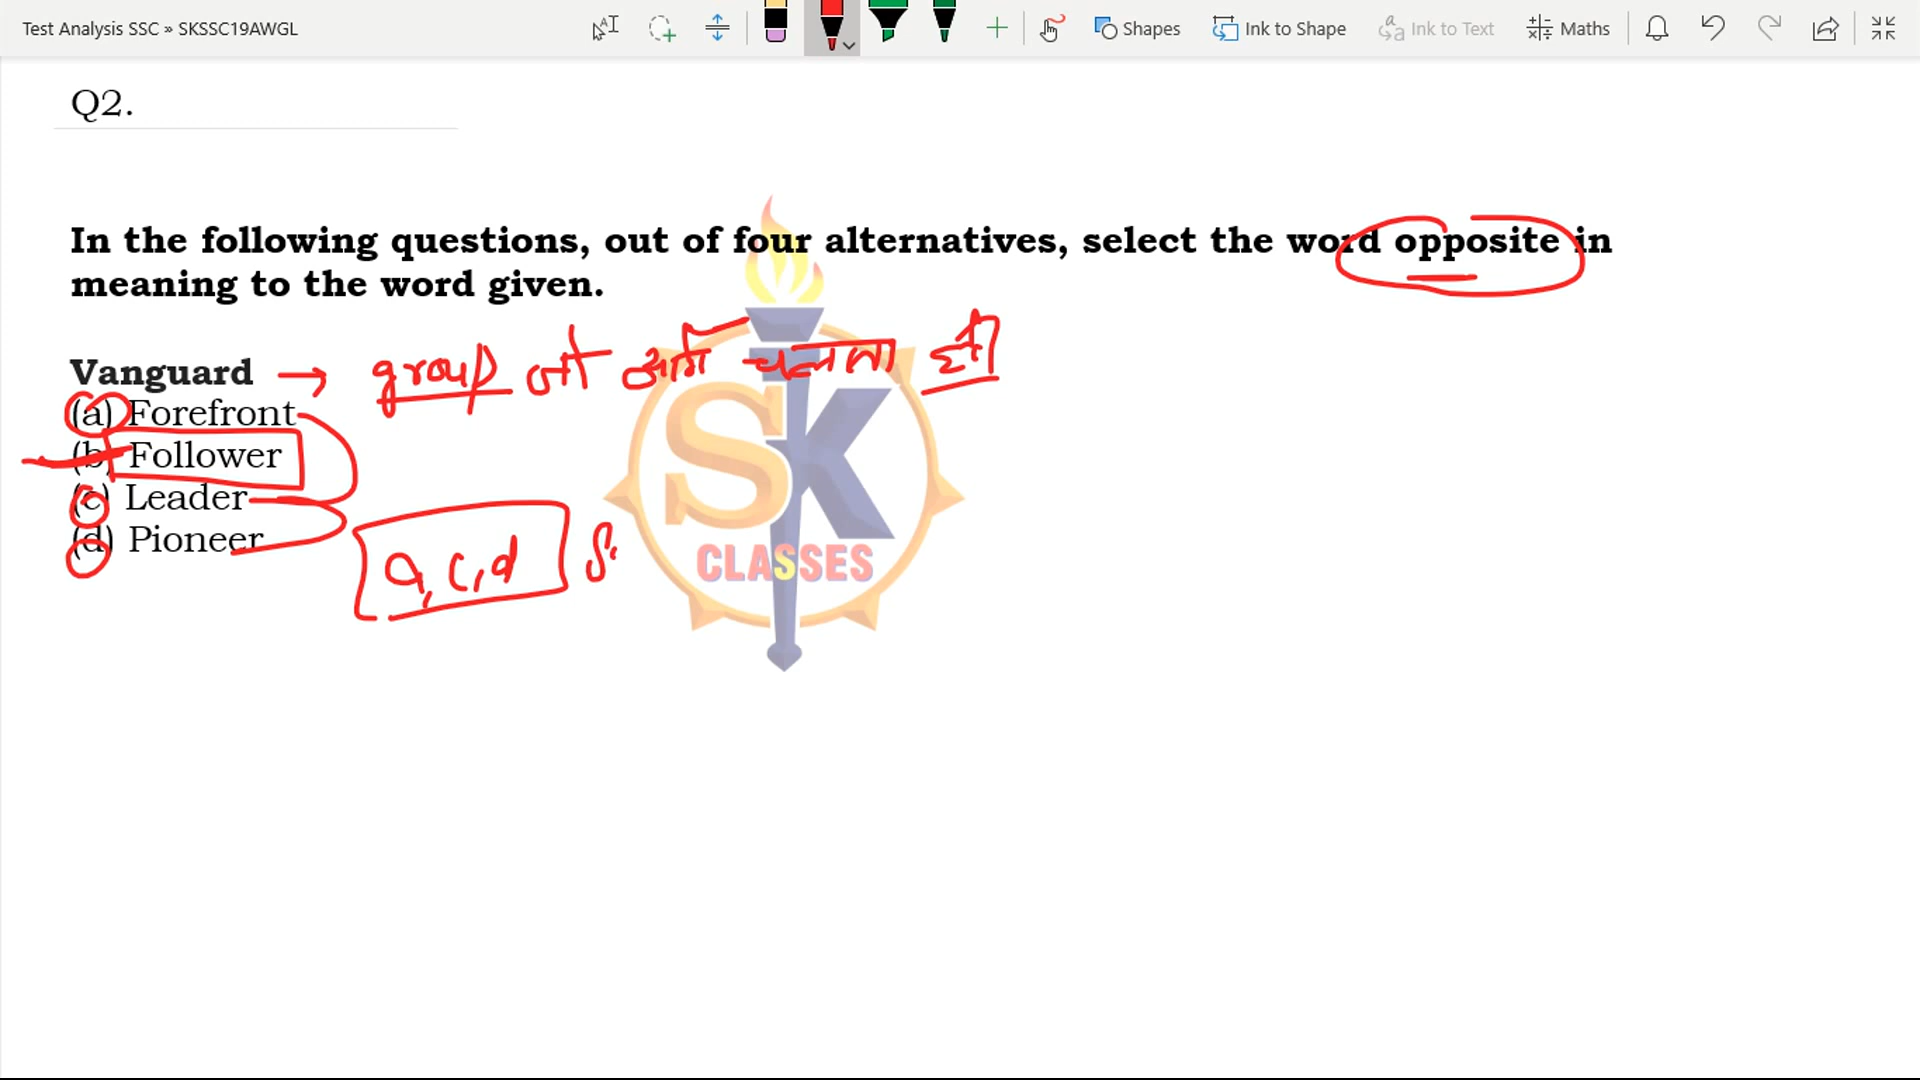 Test Analysis SSC » SKSSC19AWGL
Shapes
Ink to Shape
Ink to Text
Maths
Q2.
In the following questions, out of four alternatives, select the word opposite in
meaning to the word given.
Vanguard → group जो आगे चलता हो
(a) Forefront
(b) Follower
(c) Leader
(d) Pioneer
a, c, d S
SK
CLASSES